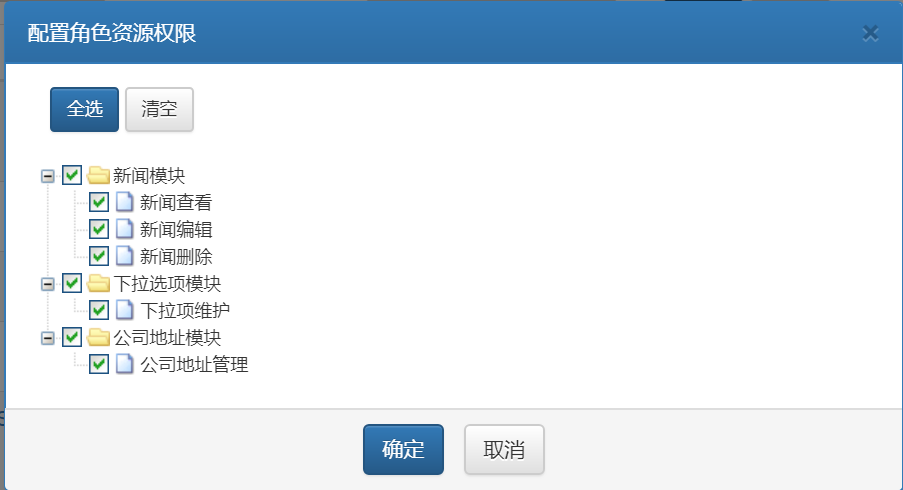 配置角色资源权限
全选 清空
新闻模块
新闻查看
新闻编辑
新闻删除
下拉选项模块
下拉项维护
公司地址模块
公司地址管理
确定 取消